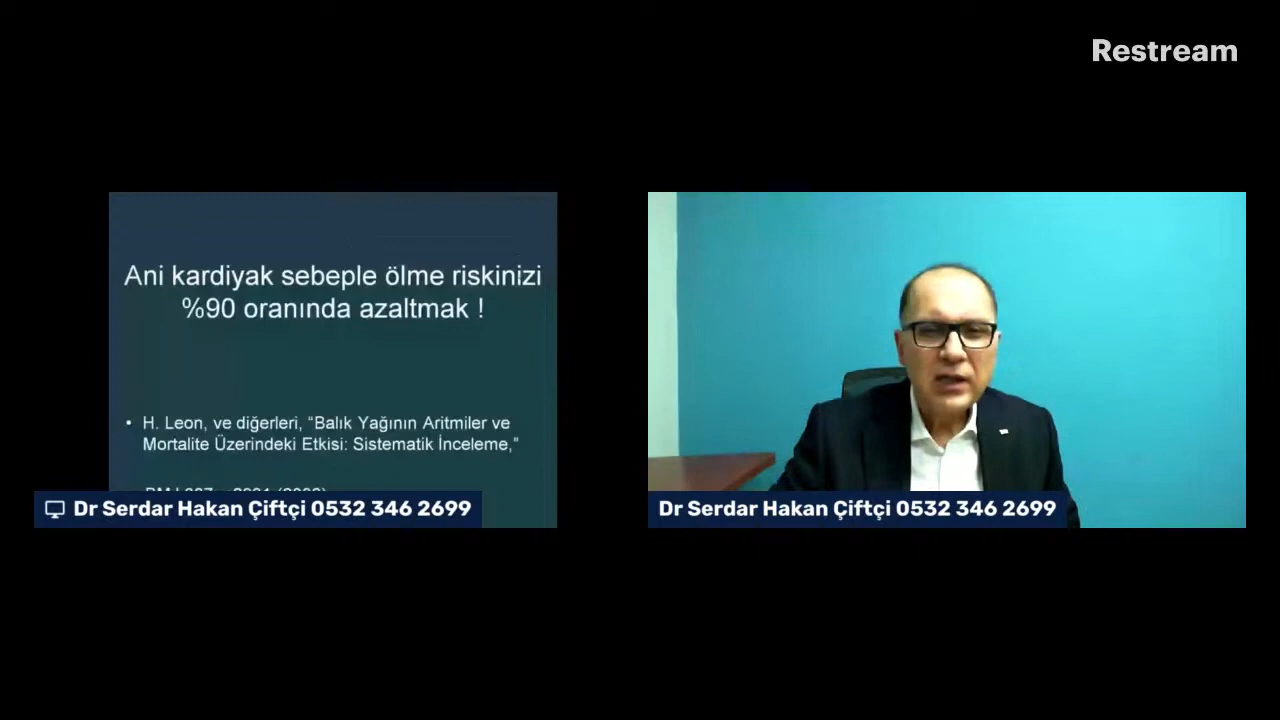 Restream
Ani kardiyak sebeple ölme riskinizi
%90 oranında azaltmak !
• H. Leon, ve diğerleri, “Balık Yağının Aritmiler ve
Mortalite Üzerindeki Etkisi: Sistematik İnceleme,”
Dr Serdar Hakan Çiftçi 0532 346 2699
Dr Serdar Hakan Çiftçi 0532 346 2699